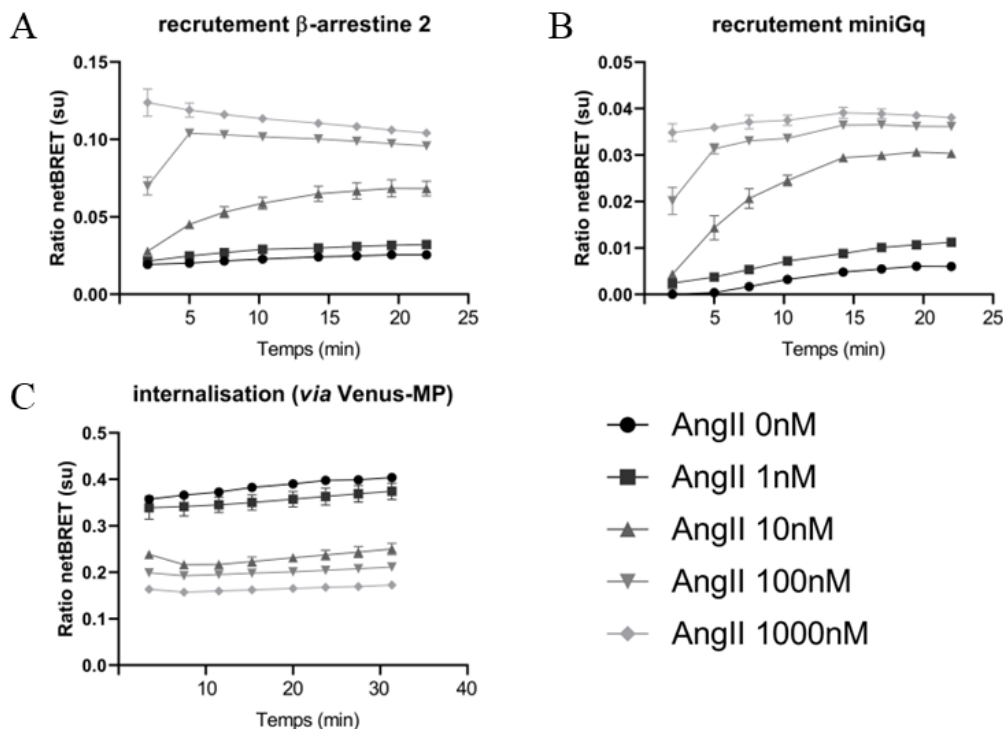 A
recrutement β-arrestine 2
0.15
0.10
0.05
0.00
Ratio netBRET (su)
5
10
15
20
25
Temps (min)
B
recrutement miniGq
0.05
0.04
0.03
0.02
0.01
0.00
Ratio netBRET (su)
5
10
15
20
25
Temps (min)
C
internalisation (via Venus-MP)
0.5
0.4
0.3
0.2
0.1
0.0
Ratio netBRET (su)
10
20
30
40
Temps (min)
AngII 0nM
AngII 1nM
AngII 10nM
AngII 100nM
AngII 1000nM